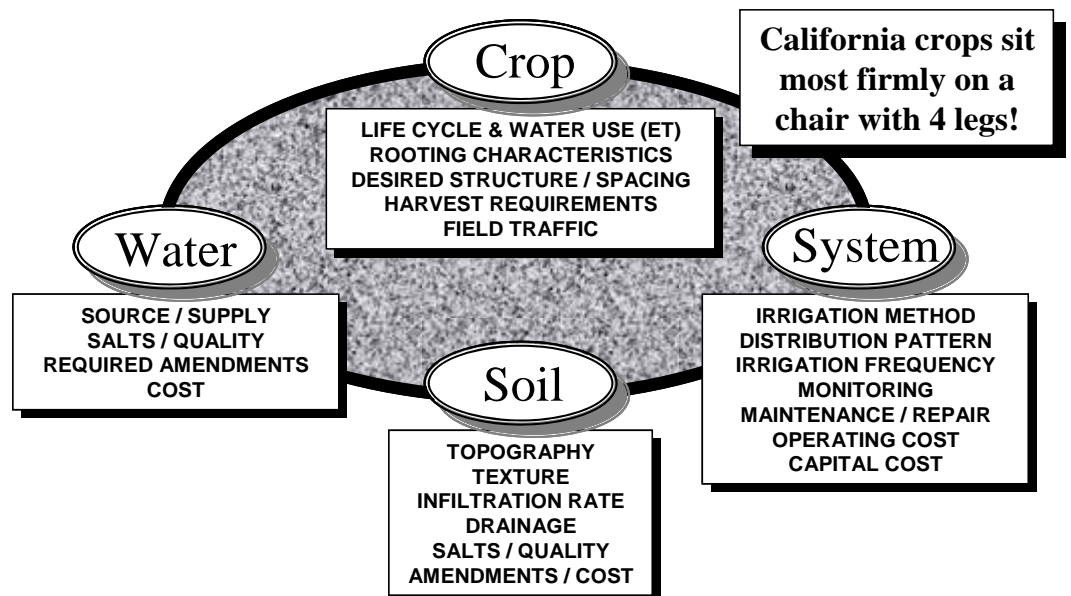 Crop
California crops sit
most firmly on a
chair with 4 legs!
LIFE CYCLE & WATER USE (ET)
ROOTING CHARACTERISTICS
DESIRED STRUCTURE / SPACING
HARVEST REQUIREMENTS
FIELD TRAFFIC
Water
SOURCE / SUPPLY
SALTS / QUALITY
REQUIRED AMENDMENTS
COST
System
IRRIGATION METHOD
DISTRIBUTION PATTERN
IRRIGATION FREQUENCY
MONITORING
MAINTENANCE / REPAIR
OPERATING COST
CAPITAL COST
Soil
TOPOGRAPHY
TEXTURE
INFILTRATION RATE
DRAINAGE
SALTS / QUALITY
AMENDMENTS / COST